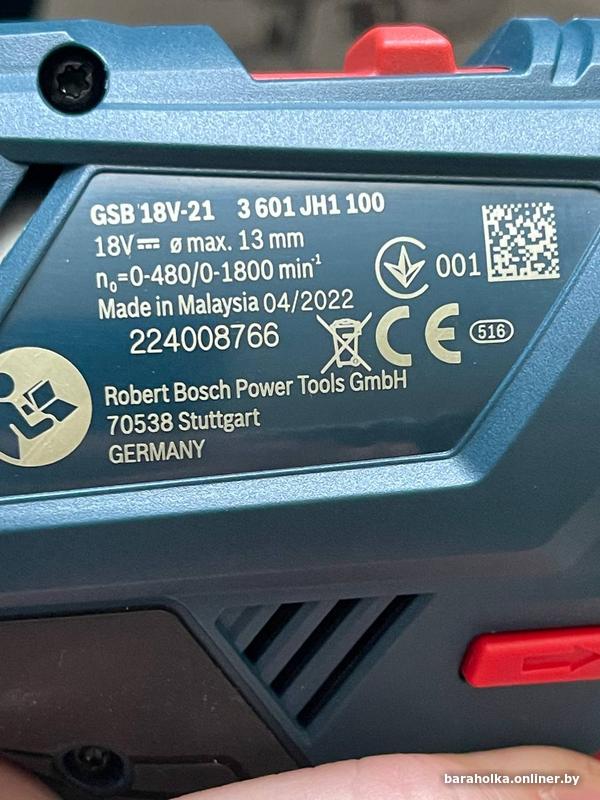 GSB 18V-21 3 601 JH1 100
18V⎓ ø max. 13 mm
n₀=0-480/0-1800 min⁻¹
001
Made in Malaysia 04/2022
224008766
CE 516
Robert Bosch Power Tools GmbH
70538 Stuttgart
GERMANY
baraholka.onliner.by